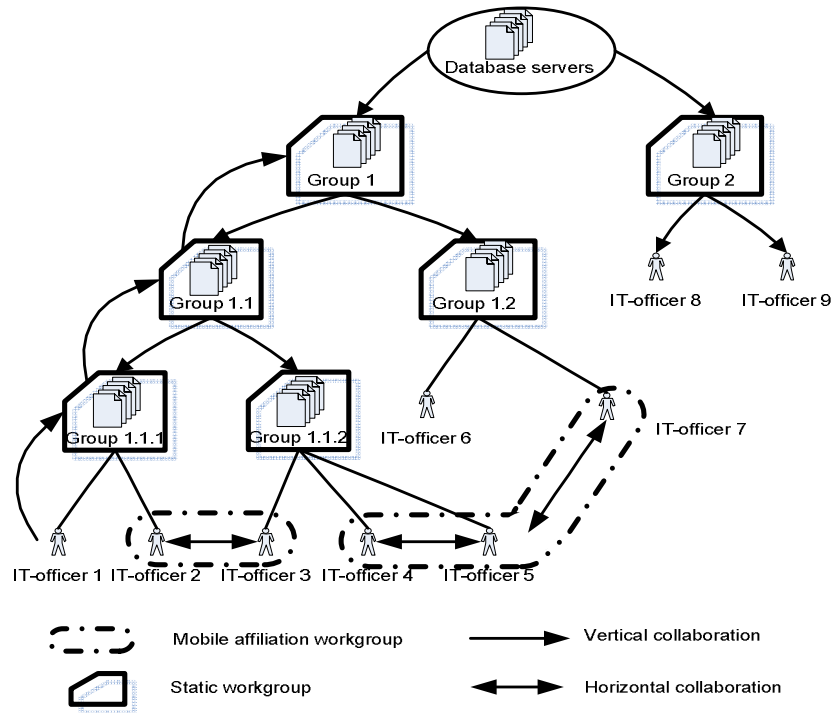 Database servers
Group 1
Group 2
Group 1.1
Group 1.2
IT-officer 8
IT-officer 9
Group 1.1.1
Group 1.1.2
IT-officer 6
IT-officer 7
IT-officer 1
IT-officer 2
IT-officer 3
IT-officer 4
IT-officer 5
Mobile affiliation workgroup
Vertical collaboration
Static workgroup
Horizontal collaboration